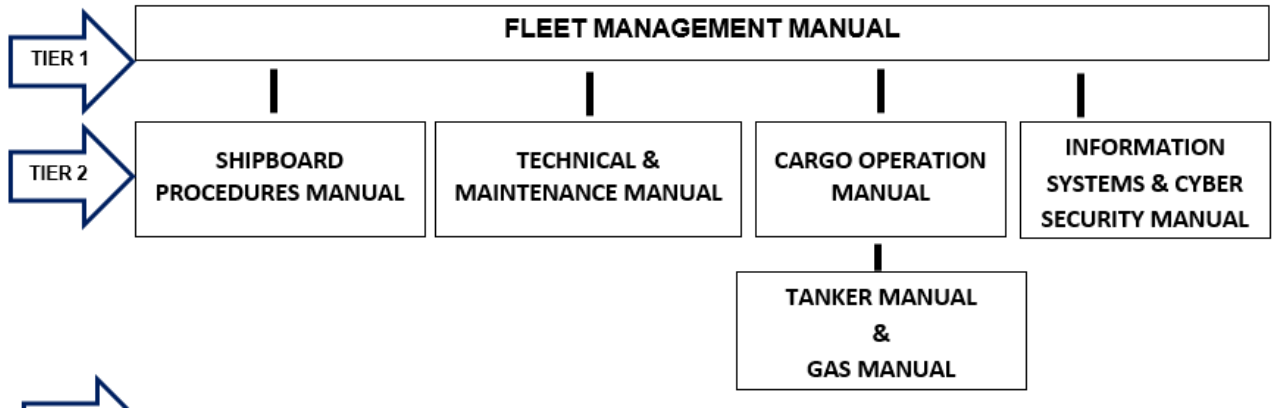 FLEET MANAGEMENT MANUAL
TIER 1
TIER 2
SHIPBOARD
PROCEDURES MANUAL
TECHNICAL &
MAINTENANCE MANUAL
CARGO OPERATION
MANUAL
INFORMATION
SYSTEMS & CYBER
SECURITY MANUAL
TANKER MANUAL
&
GAS MANUAL